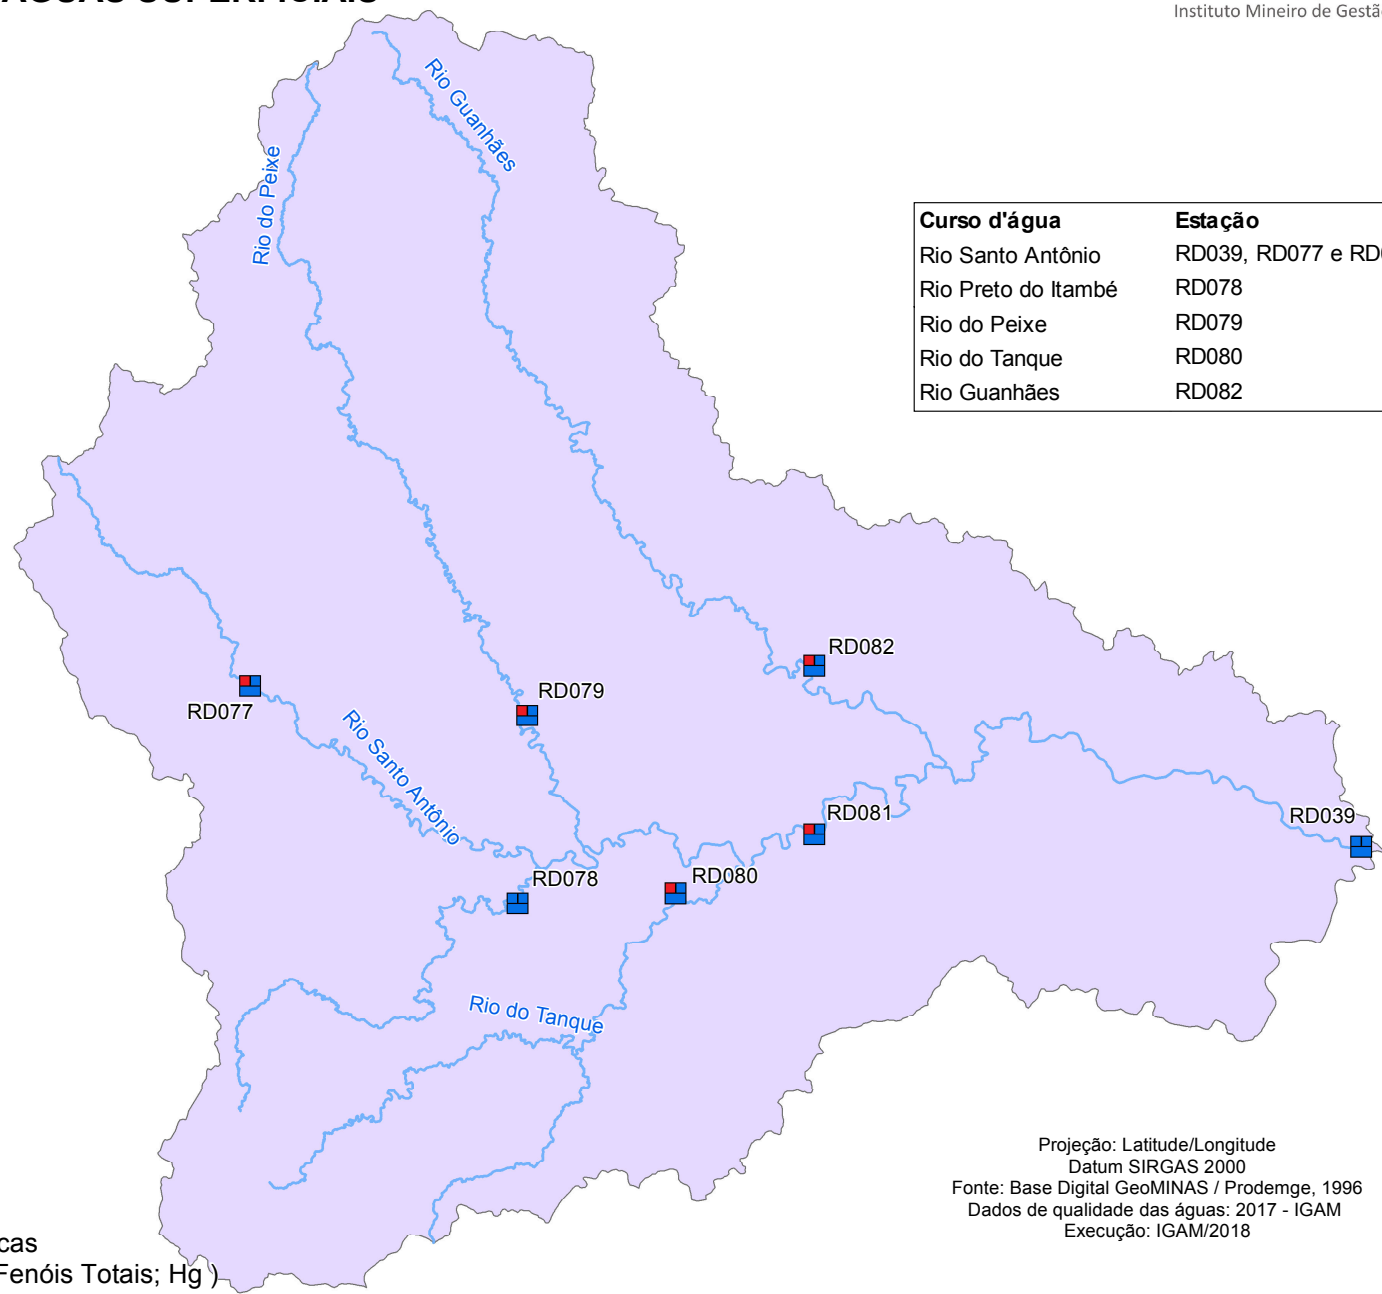 Instituto Mineiro de
Rio Guanhães
Rio do Peixe
Curso d'água Estação
Rio Santo Antônio RD039, RD077 e
Rio Preto do Itambé RD078
Rio do Peixe RD079
Rio do Tanque RD080
Rio Guanhães RD082
RD082
RD079
RD077
Rio Santo Antônio
RD081
RD039
RD078
RD080
Rio do Tanque
Projeção: Latitude/Longitude
Datum SIRGAS 2000
Fonte: Base Digital GeoMINAS / Prodemge, 1996
Dados de qualidade das águas: 2017 - IGAM
Execução: IGAM/2018
Fenóis Totais; Hg )